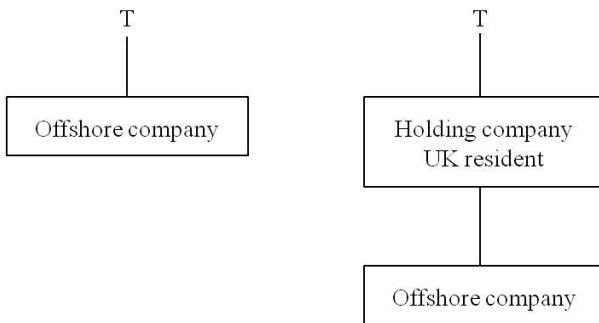 T
Offshore company
T
Holding company
UK resident
Offshore company